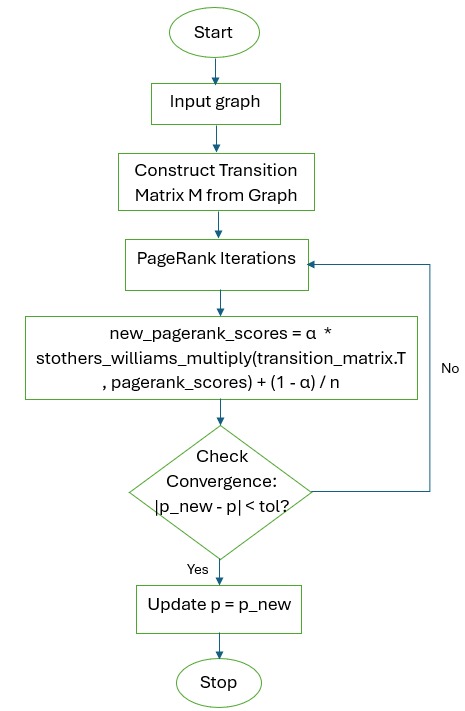 Start
Input graph
Construct Transition
Matrix M from Graph
PageRank Iterations
new_pagerank_scores = α *
stothers_williams_multiply(transition_matrix.T
, pagerank_scores) + (1 - α) / n
No
Check
Convergence:
|p_new - p| < tol?
Yes
Update p = p_new
Stop